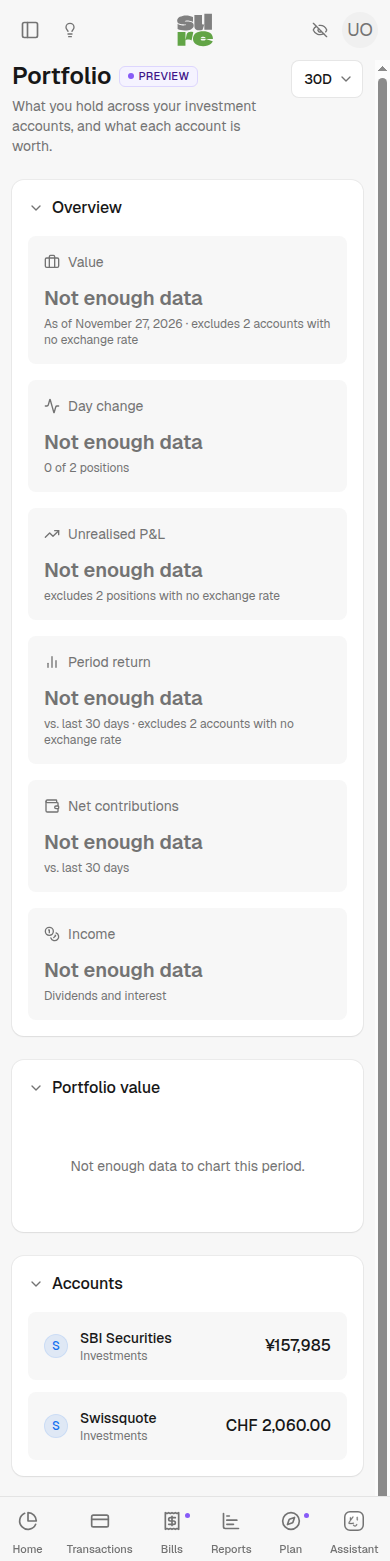 sure
UO
Portfolio
PREVIEW
30D
What you hold across your investment
accounts, and what each account is
worth.
Overview
Value
Not enough data
As of November 27, 2026 · excludes 2 accounts with
no exchange rate
Day change
Not enough data
0 of 2 positions
Unrealised P&L
Not enough data
excludes 2 positions with no exchange rate
Period return
Not enough data
vs. last 30 days · excludes 2 accounts with no
exchange rate
Net contributions
Not enough data
vs. last 30 days
Income
Not enough data
Dividends and interest
Portfolio value
Not enough data to chart this period.
Accounts
S
SBI Securities
Investments
¥157,985
S
Swissquote
Investments
CHF 2,060.00
Home
Transactions
Bills
Reports
Plan
Assistant